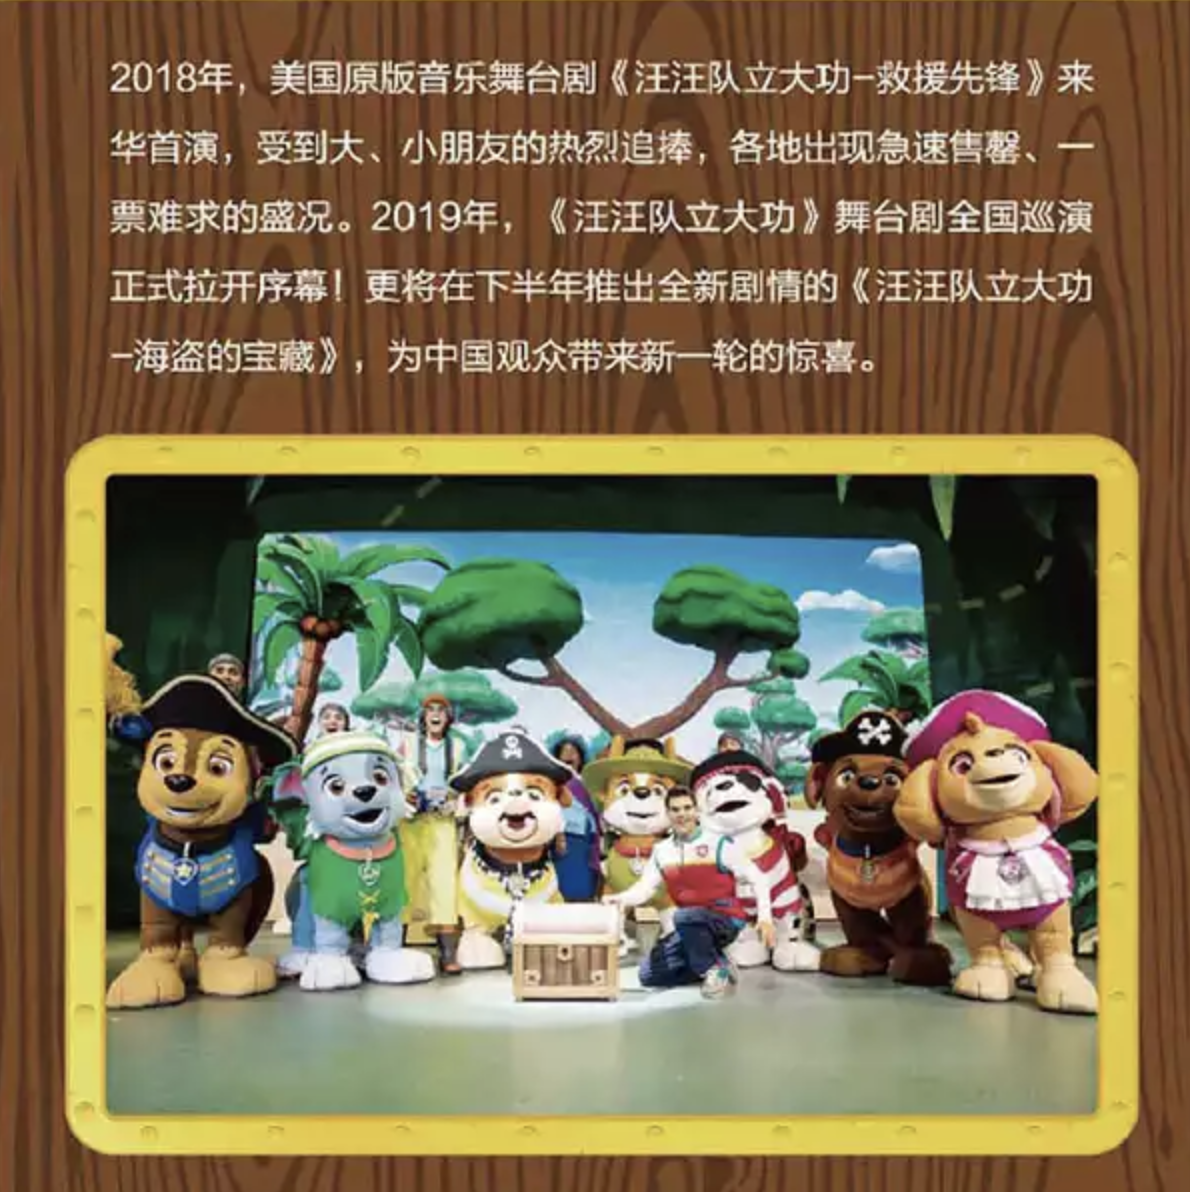 2018年，美国原版音乐舞台剧《汪汪队立大功-救援先锋》来
华首演，受到大、小朋友的热烈追捧，各地出现急速售罄、一
票难求的盛况。2019年，《汪汪队立大功》舞台剧全国巡演
正式拉开序幕！更将在下半年推出全新剧情的《汪汪队立大功
-海盗的宝藏》，为中国观众带来新一轮的惊喜。